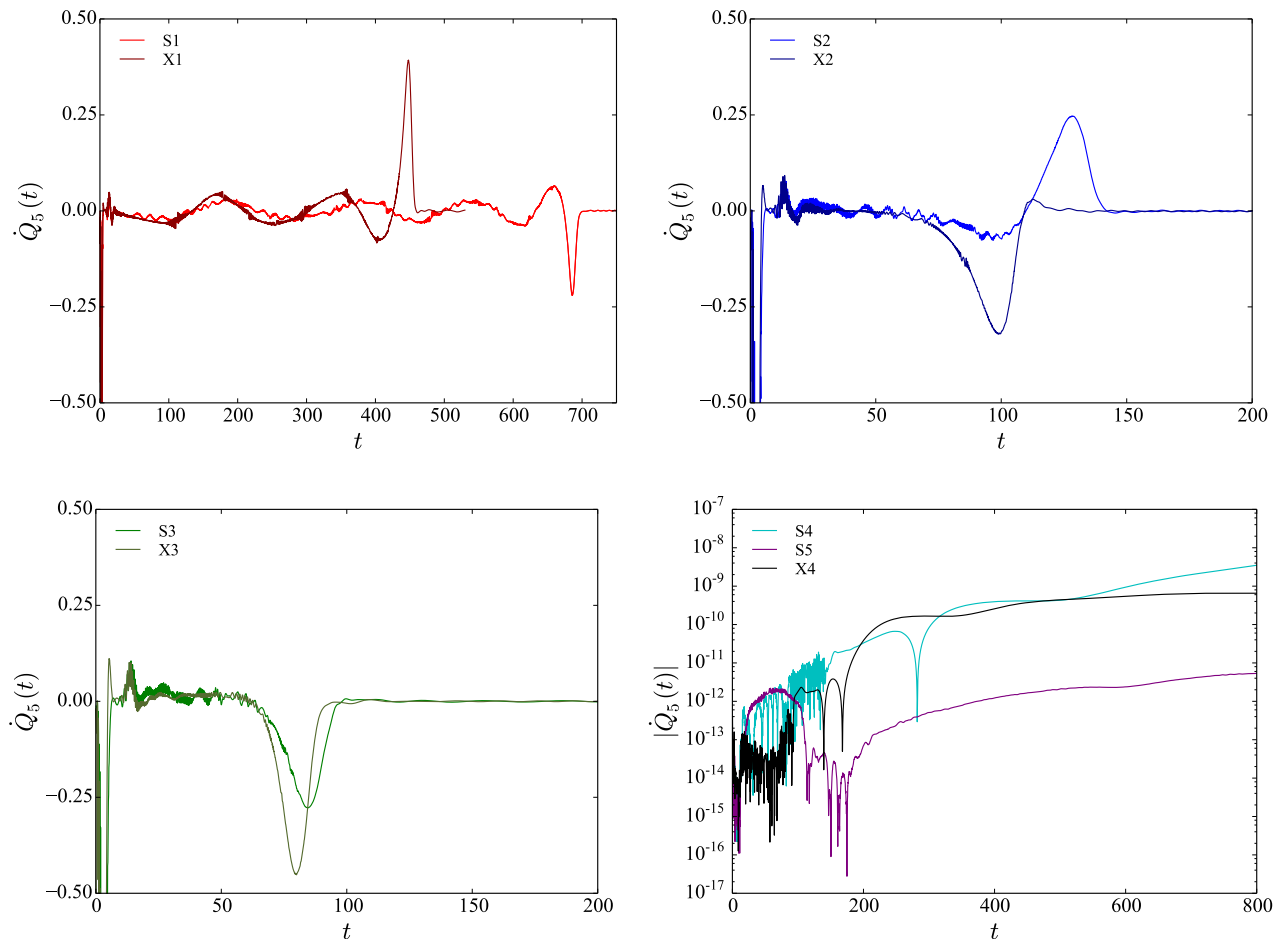 0.50
0.25
0.00
−0.25
−0.50
Q̇₅(t)
S1
X1
0 100 200 300 400 500 600 700
t
0.50
0.25
0.00
−0.25
−0.50
Q̇₅(t)
S2
X2
0 50 100 150 200
t
0.50
0.25
0.00
−0.25
−0.50
Q̇₅(t)
S3
X3
0 50 100 150 200
t
10⁻⁷
10⁻⁸
10⁻⁹
10⁻¹⁰
10⁻¹¹
10⁻¹²
10⁻¹³
10⁻¹⁴
10⁻¹⁵
10⁻¹⁶
10⁻¹⁷
|Q̇₅(t)|
S4
S5
X4
0 200 400 600 800
t